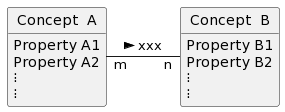 Concept A
Property A1
Property A2
⋮
⋮
► xxx
m n
Concept B
Property B1
Property B2
⋮
⋮